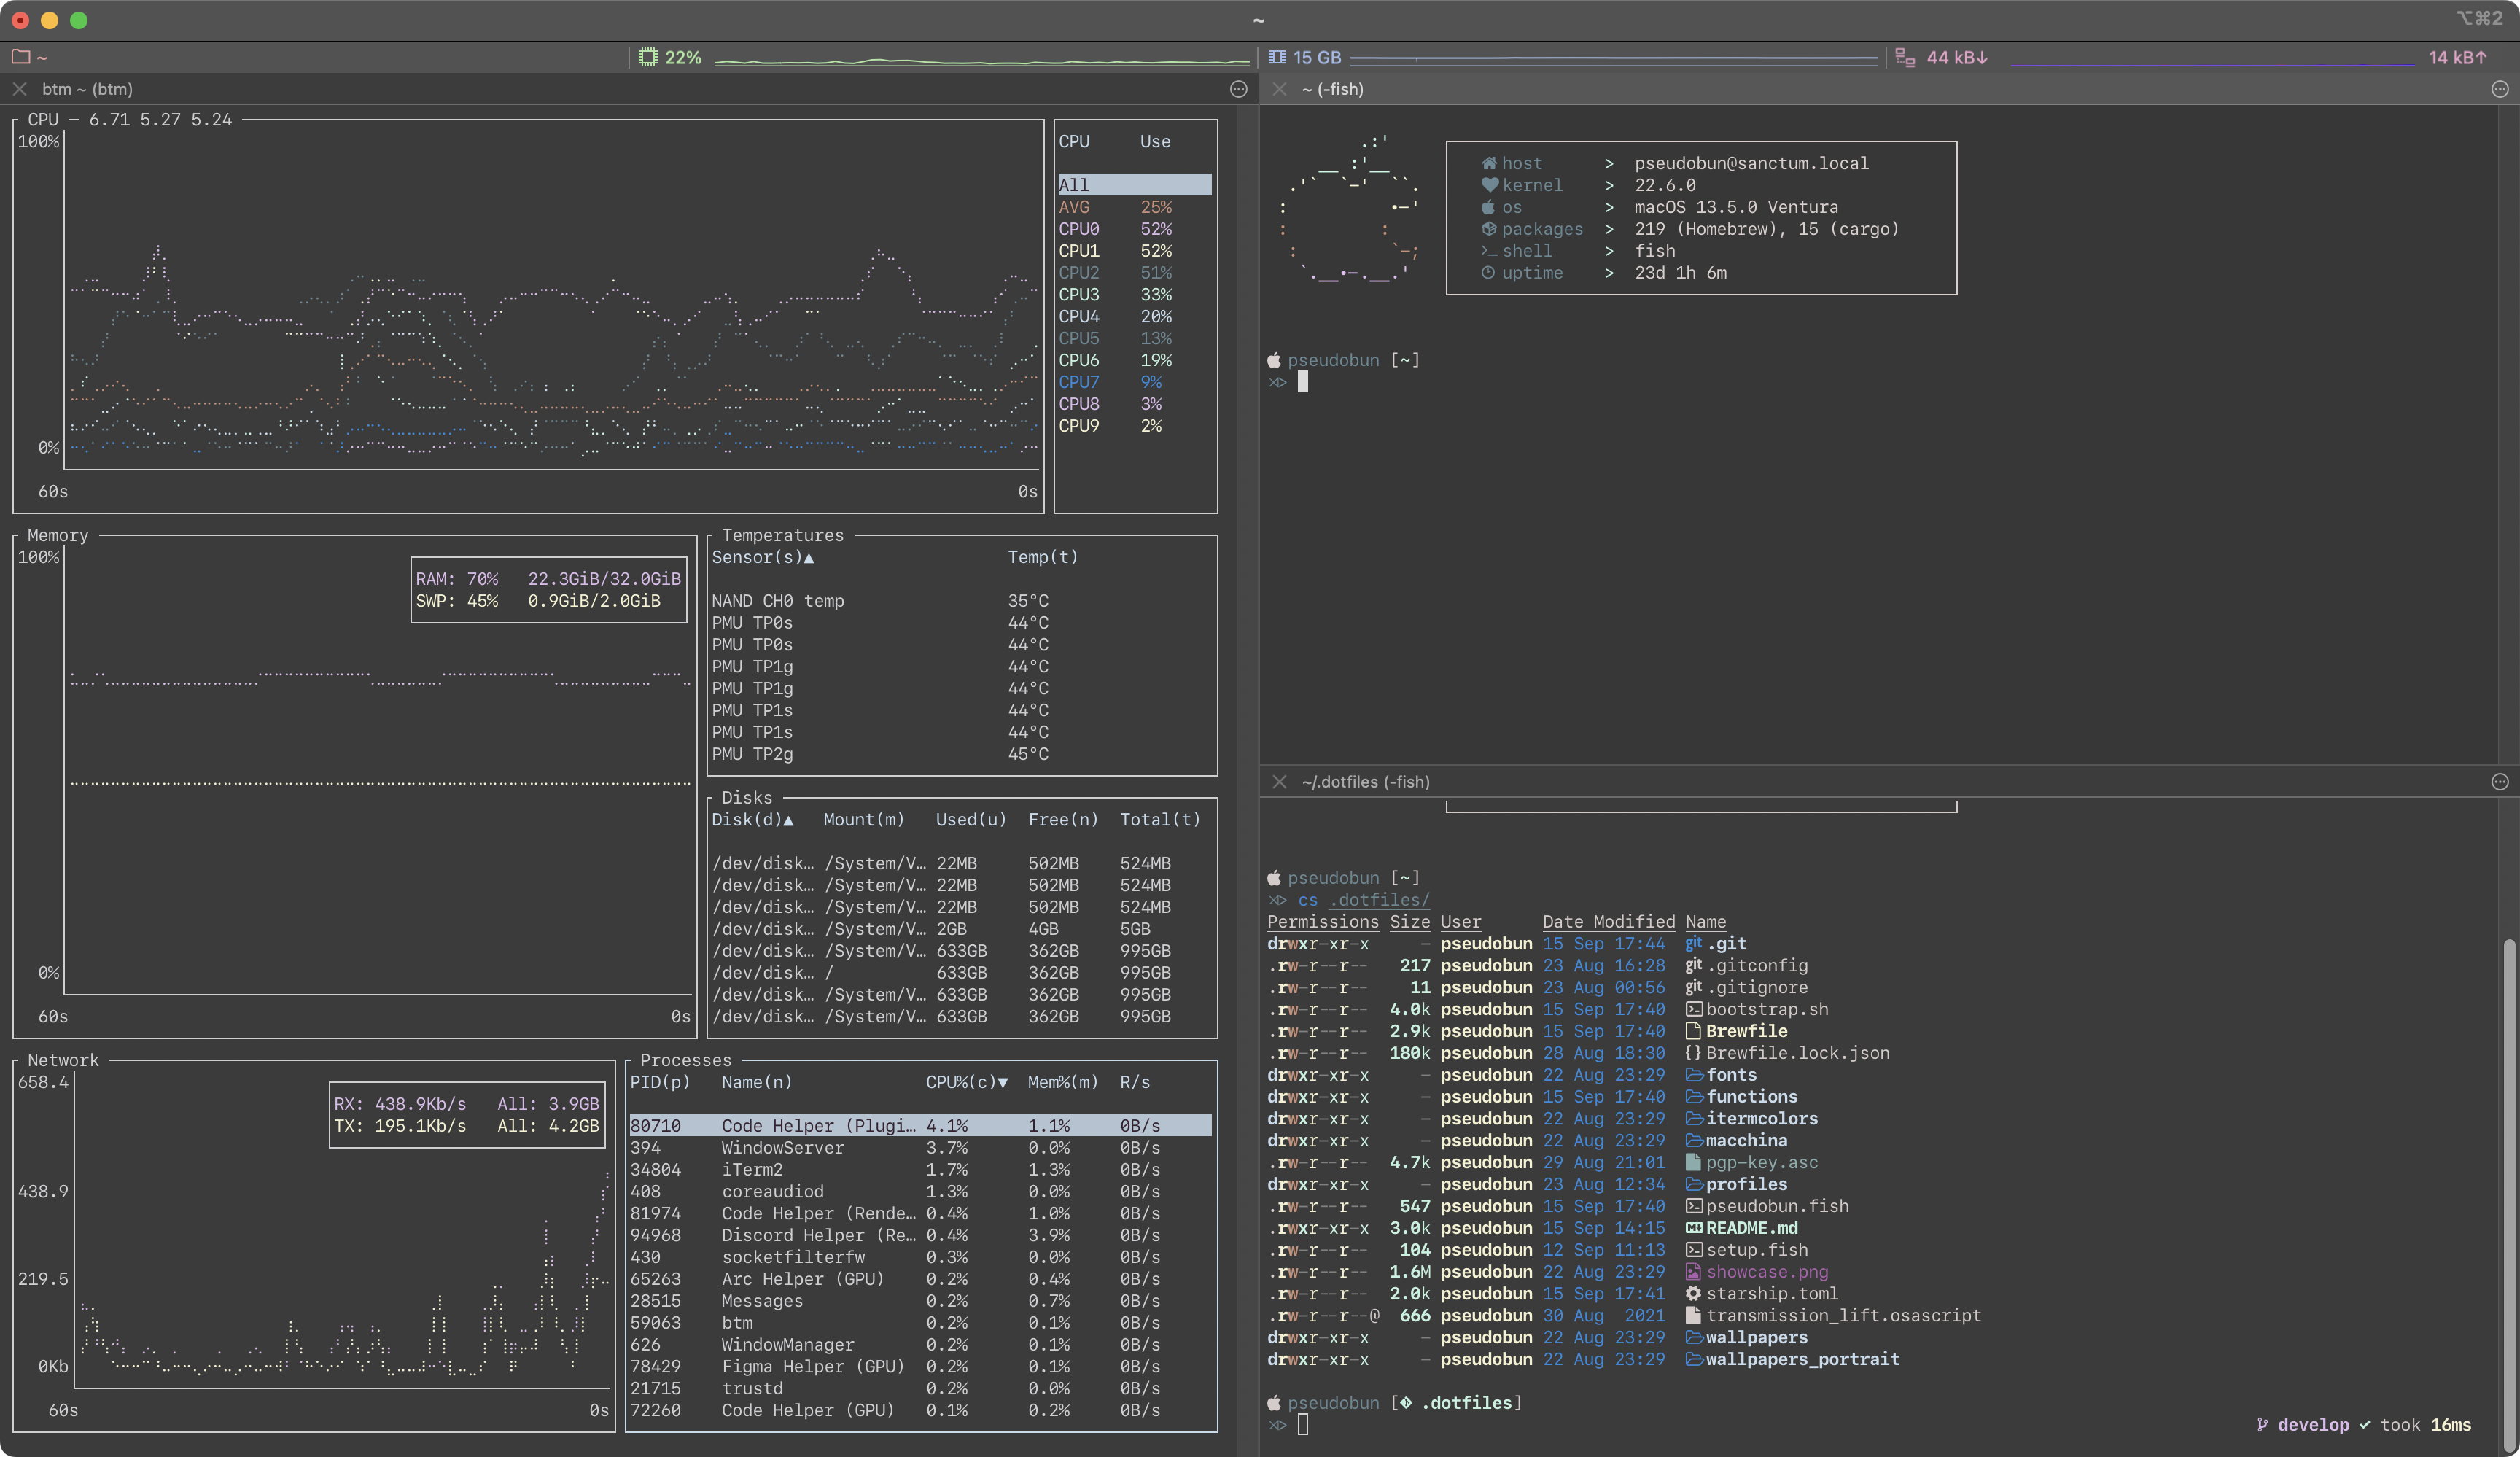 ~
⌥⌘2
~
22%
15 GB
44 kB↓
14 kB↑
btm ~ (btm)
CPU — 6.71 5.27 5.24
100%
0%
60s 0s
CPU Use
All
AVG 25%
CPU0 52%
CPU1 52%
CPU2 51%
CPU3 33%
CPU4 20%
CPU5 13%
CPU6 19%
CPU7 9%
CPU8 3%
CPU9 2%
Memory
100%
RAM: 70% 22.3GiB/32.0GiB
SWP: 45% 0.9GiB/2.0GiB
0%
60s 0s
Temperatures
Sensor(s)▲ Temp(t)
NAND CH0 temp 35°C
PMU TP0s 44°C
PMU TP0s 44°C
PMU TP1g 44°C
PMU TP1g 44°C
PMU TP1s 44°C
PMU TP1s 44°C
PMU TP2g 45°C
Disks
Disk(d)▲ Mount(m) Used(u) Free(n) Total(t)
/dev/disk… /System/V… 22MB 502MB 524MB
/dev/disk… /System/V… 22MB 502MB 524MB
/dev/disk… /System/V… 22MB 502MB 524MB
/dev/disk… /System/V… 2GB 4GB 5GB
/dev/disk… /System/V… 633GB 362GB 995GB
/dev/disk… / 633GB 362GB 995GB
/dev/disk… /System/V… 633GB 362GB 995GB
/dev/disk… /System/V… 633GB 362GB 995GB
Network
658.4
RX: 438.9Kb/s All: 3.9GB
TX: 195.1Kb/s All: 4.2GB
438.9
219.5
0Kb
60s 0s
Processes
PID(p) Name(n) CPU%(c)▼ Mem%(m) R/s
80710 Code Helper (Plugi… 4.1% 1.1% 0B/s
394 WindowServer 3.7% 0.0% 0B/s
34804 iTerm2 1.7% 1.3% 0B/s
408 coreaudiod 1.3% 0.0% 0B/s
81974 Code Helper (Rende… 0.4% 1.0% 0B/s
94968 Discord Helper (Re… 0.4% 3.9% 0B/s
430 socketfilterfw 0.3% 0.0% 0B/s
65263 Arc Helper (GPU) 0.2% 0.4% 0B/s
28515 Messages 0.2% 0.7% 0B/s
59063 btm 0.2% 0.1% 0B/s
626 WindowManager 0.2% 0.1% 0B/s
78429 Figma Helper (GPU) 0.2% 0.1% 0B/s
21715 trustd 0.2% 0.0% 0B/s
72260 Code Helper (GPU) 0.1% 0.2% 0B/s
~ (-fish)
host > pseudobun@sanctum.local
kernel > 22.6.0
os > macOS 13.5.0 Ventura
packages > 219 (Homebrew), 15 (cargo)
shell > fish
uptime > 23d 1h 6m
pseudobun [~]
~/.dotfiles (-fish)
pseudobun [~]
cs .dotfiles/
Permissions Size User Date Modified Name
drwxr-xr-x - pseudobun 15 Sep 17:44 git .git
.rw-r--r-- 217 pseudobun 23 Aug 16:28 git .gitconfig
.rw-r--r-- 11 pseudobun 23 Aug 00:56 git .gitignore
.rw-r--r-- 4.0k pseudobun 15 Sep 17:40 bootstrap.sh
.rw-r--r-- 2.9k pseudobun 15 Sep 17:40 Brewfile
.rw-r--r-- 180k pseudobun 28 Aug 18:30 {} Brewfile.lock.json
drwxr-xr-x - pseudobun 22 Aug 23:29 fonts
drwxr-xr-x - pseudobun 15 Sep 17:40 functions
drwxr-xr-x - pseudobun 22 Aug 23:29 itermcolors
drwxr-xr-x - pseudobun 22 Aug 23:29 macchina
.rw-r--r-- 4.7k pseudobun 29 Aug 21:01 pgp-key.asc
drwxr-xr-x - pseudobun 23 Aug 12:34 profiles
.rw-r--r-- 547 pseudobun 15 Sep 17:40 pseudobun.fish
.rwxr-xr-x 3.0k pseudobun 15 Sep 14:15 README.md
.rw-r--r-- 104 pseudobun 12 Sep 11:13 setup.fish
.rw-r--r-- 1.6M pseudobun 22 Aug 23:29 showcase.png
.rw-r--r-- 2.0k pseudobun 15 Sep 17:41 starship.toml
.rw-r--r--@ 666 pseudobun 30 Aug 2021 transmission_lift.osascript
drwxr-xr-x - pseudobun 22 Aug 23:29 wallpapers
drwxr-xr-x - pseudobun 22 Aug 23:29 wallpapers_portrait
pseudobun [ .dotfiles]
develop ✓ took 16ms